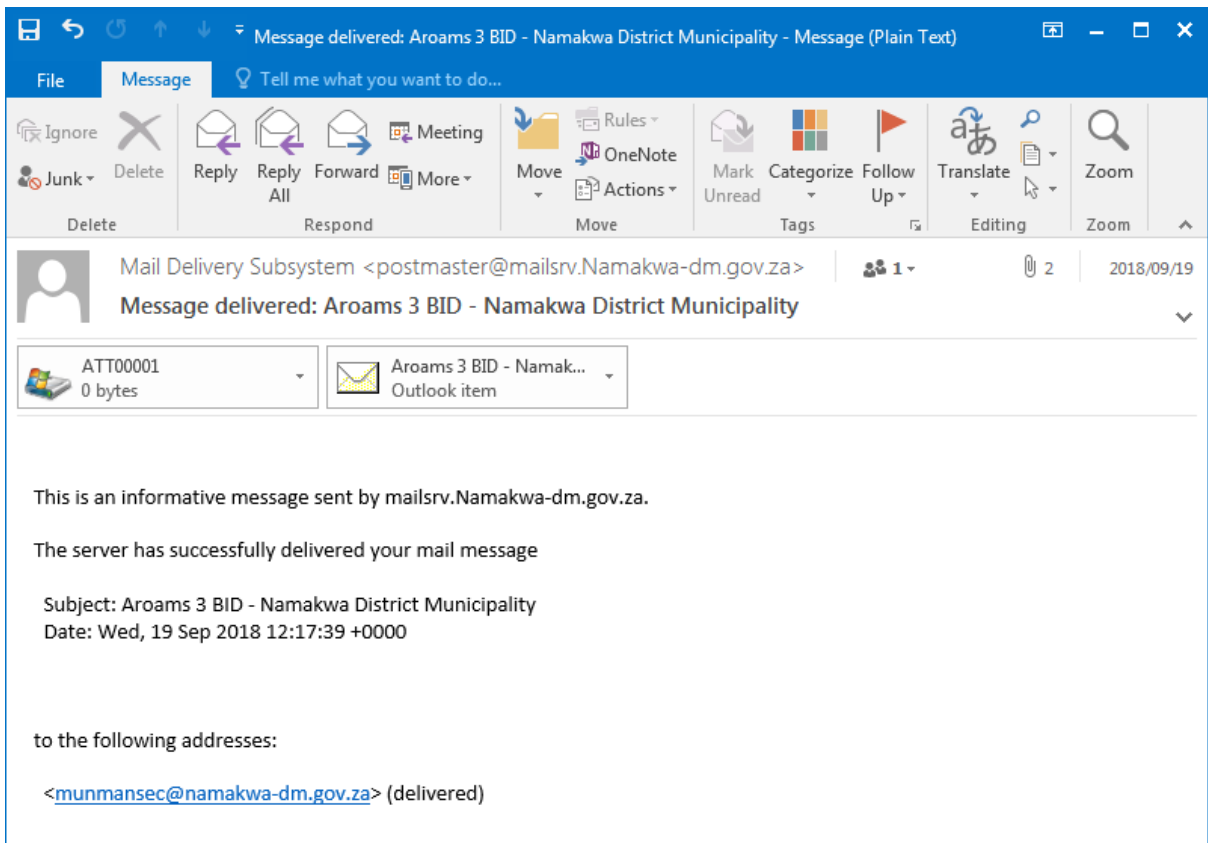 Message delivered: Aroams 3 BID - Namakwa District Municipality - Message (Plain Text)
File Message Tell me what you want to do...
Ignore
Junk
Delete
Reply
Reply All
Forward
Meeting
More
Move
Rules
OneNote
Actions
Mark Unread
Categorize
Follow Up
Translate
Zoom
Delete Respond Move Tags Editing Zoom
Mail Delivery Subsystem <postmaster@mailsrv.Namakwa-dm.gov.za> 1 2 2018/09/19
Message delivered: Aroams 3 BID - Namakwa District Municipality
ATT00001
0 bytes
Aroams 3 BID - Namak...
Outlook item
This is an informative message sent by mailsrv.Namakwa-dm.gov.za.
The server has successfully delivered your mail message
Subject: Aroams 3 BID - Namakwa District Municipality
Date: Wed, 19 Sep 2018 12:17:39 +0000
to the following addresses:
<munmansec@namakwa-dm.gov.za> (delivered)